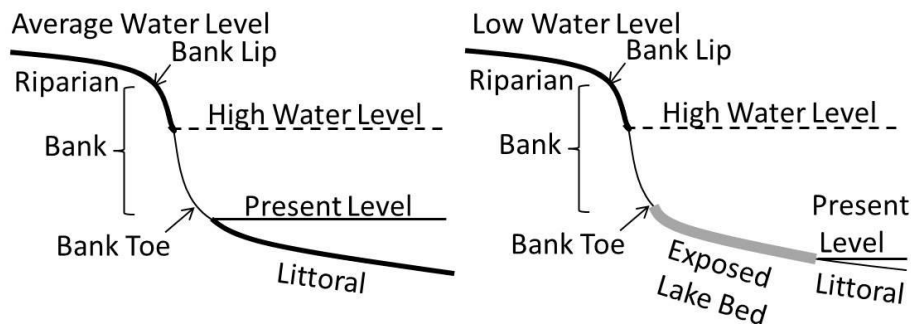 Average Water Level
Bank Lip
Riparian
High Water Level
Bank
Present Level
Bank Toe
Littoral
Low Water Level
Bank Lip
Riparian
High Water Level
Bank
Present
Level
Bank Toe
Exposed
Lake Bed
Littoral